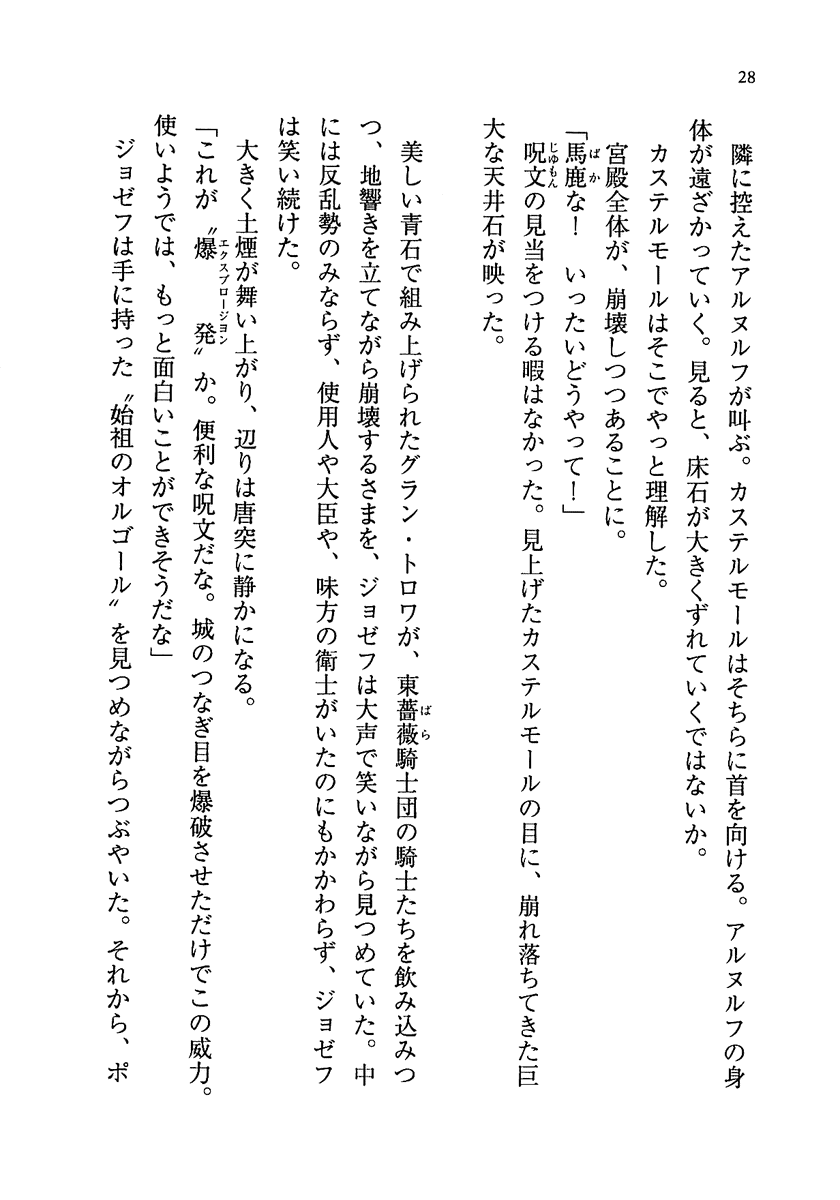 28
隣に控えたアルヌルフが叫ぶ。カステルモールはそちらに首を向ける。アルヌルフの身
体が遠ざかっていく。見ると、床石が大きくずれていくではないか。
カステルモールはそこでやっと理解した。
宮殿全体が、崩壊しつつあることに。
「馬鹿な！　いったいどうやって！」
呪文の見当をつける暇はなかった。見上げたカステルモールの目に、崩れ落ちてきた巨
大な天井石が映った。
美しい青石で組み上げられたグラン・トロワが、東薔薇騎士団の騎士たちを飲み込みつ
つ、地響きを立てながら崩壊するさまを、ジョゼフは大声で笑いながら見つめていた。中
には反乱勢のみならず、使用人や大臣や、味方の衛士がいたのにもかかわらず、ジョゼフ
は笑い続けた。
大きく土煙が舞い上がり、辺りは唐突に静かになる。
「これが〝爆発〟か。便利な呪文だな。城のつなぎ目を爆破させただけでこの威力。
使いようでは、もっと面白いことができそうだな」
ジョゼフは手に持った〝始祖のオルゴール〟を見つめながらつぶやいた。それから、ポ
ばか
じゆもん
ばら
エクスプロージヨン